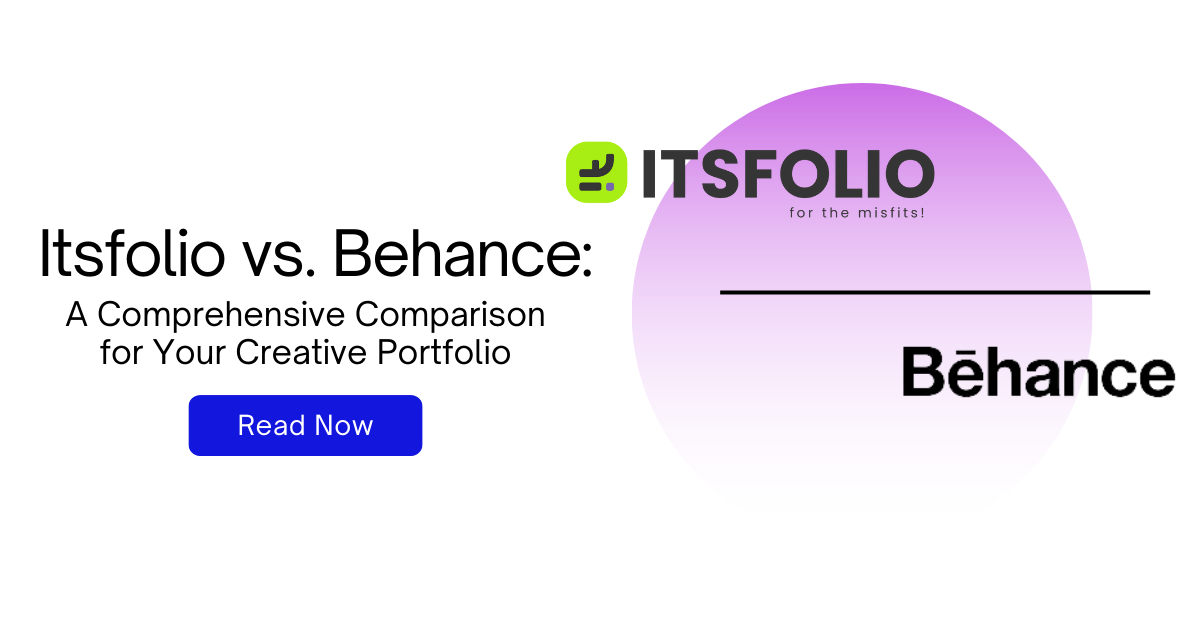 Itsfolio vs. Behance:
A Comprehensive Comparison
for Your Creative Portfolio
Read Now
ITSFOLIO
for the misfits!
Bēhance